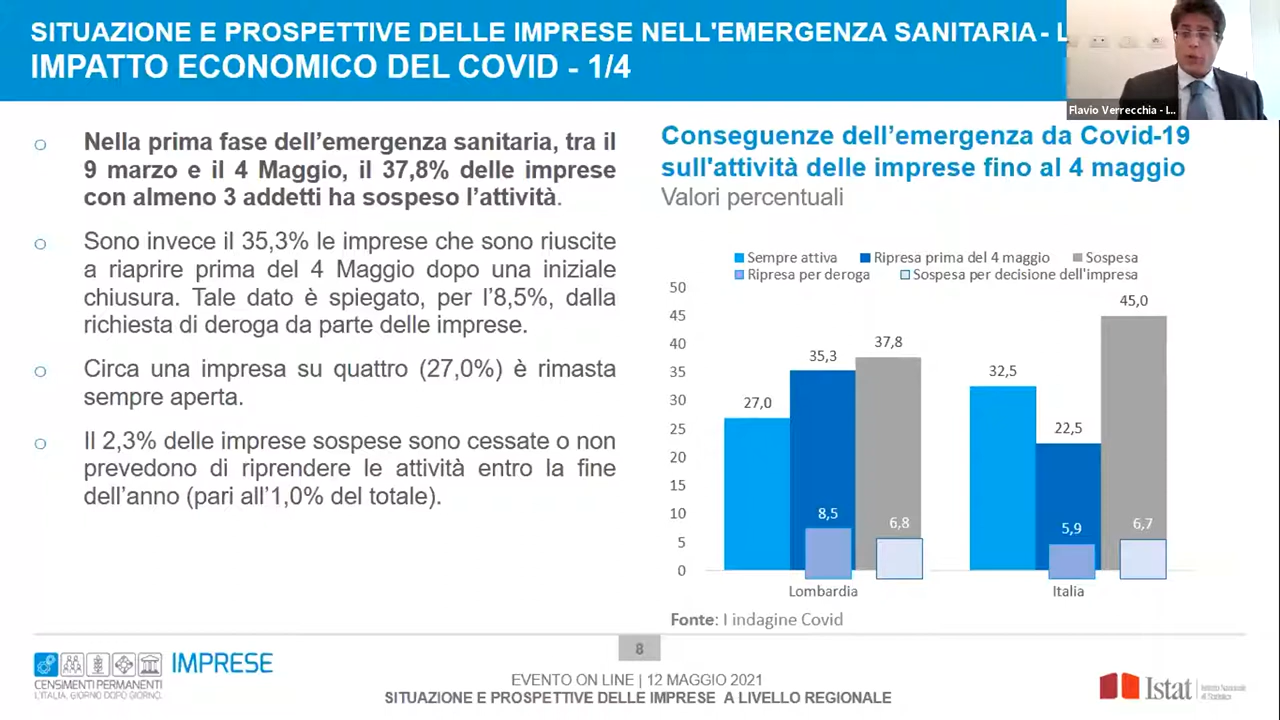 SITUAZIONE E PROSPETTIVE DELLE IMPRESE NELL'EMERGENZA SANITARIA - L
IMPATTO ECONOMICO DEL COVID - 1/4
Flavio Verrecchia - I...
o Nella prima fase dell'emergenza sanitaria, tra il
9 marzo e il 4 Maggio, il 37,8% delle imprese
con almeno 3 addetti ha sospeso l'attività.
o Sono invece il 35,3% le imprese che sono riuscite
a riaprire prima del 4 Maggio dopo una iniziale
chiusura. Tale dato è spiegato, per l'8,5%, dalla
richiesta di deroga da parte delle imprese.
o Circa una impresa su quattro (27,0%) è rimasta
sempre aperta.
o Il 2,3% delle imprese sospese sono cessate o non
prevedono di riprendere le attività entro la fine
dell'anno (pari all'1,0% del totale).
Conseguenze dell'emergenza da Covid-19
sull'attività delle imprese fino al 4 maggio
Valori percentuali
Sempre attiva Ripresa prima del 4 maggio Sospesa
Ripresa per deroga Sospesa per decisione dell'impresa
50
45
40
35
30
25
20
15
10
5
0
27,0
35,3
37,8
8,5
6,8
32,5
22,5
45,0
5,9
6,7
Lombardia Italia
Fonte: I indagine Covid
8
CENSIMENTI PERMANENTI
L'ITALIA, GIORNO DOPO GIORNO.
IMPRESE
EVENTO ON LINE | 12 MAGGIO 2021
SITUAZIONE E PROSPETTIVE DELLE IMPRESE A LIVELLO REGIONALE
Istat
Istituto Nazionale
di Statistica